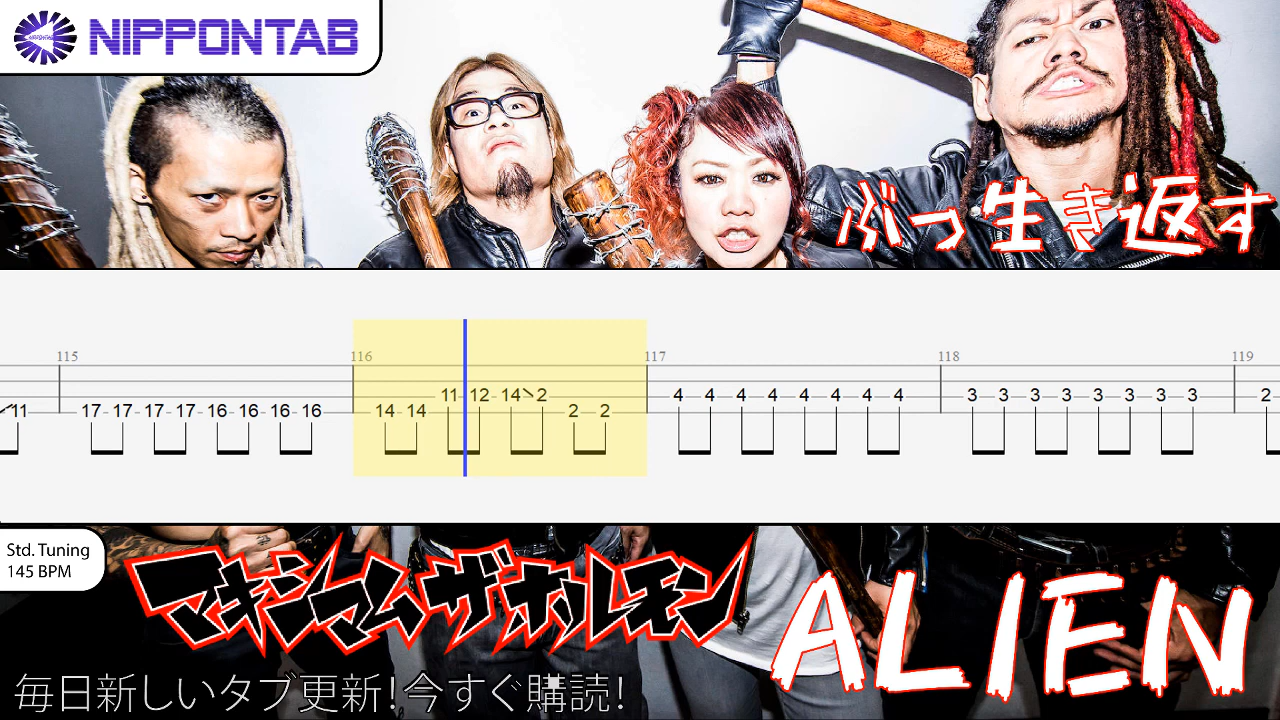 NIPPONTAB
ぶっ生き返す
115 116 117 118 119
11 12 14 2 4 4 4 4 4 4 4 4 3 3 3 3 3 3 3 3 2
11 17 17 17 17 16 16 16 16 14 14 2 2
Std. Tuning
145 BPM
マキシマム ザ ホルモン
ALIEN
毎日新しいタブ更新！今すぐ購読！